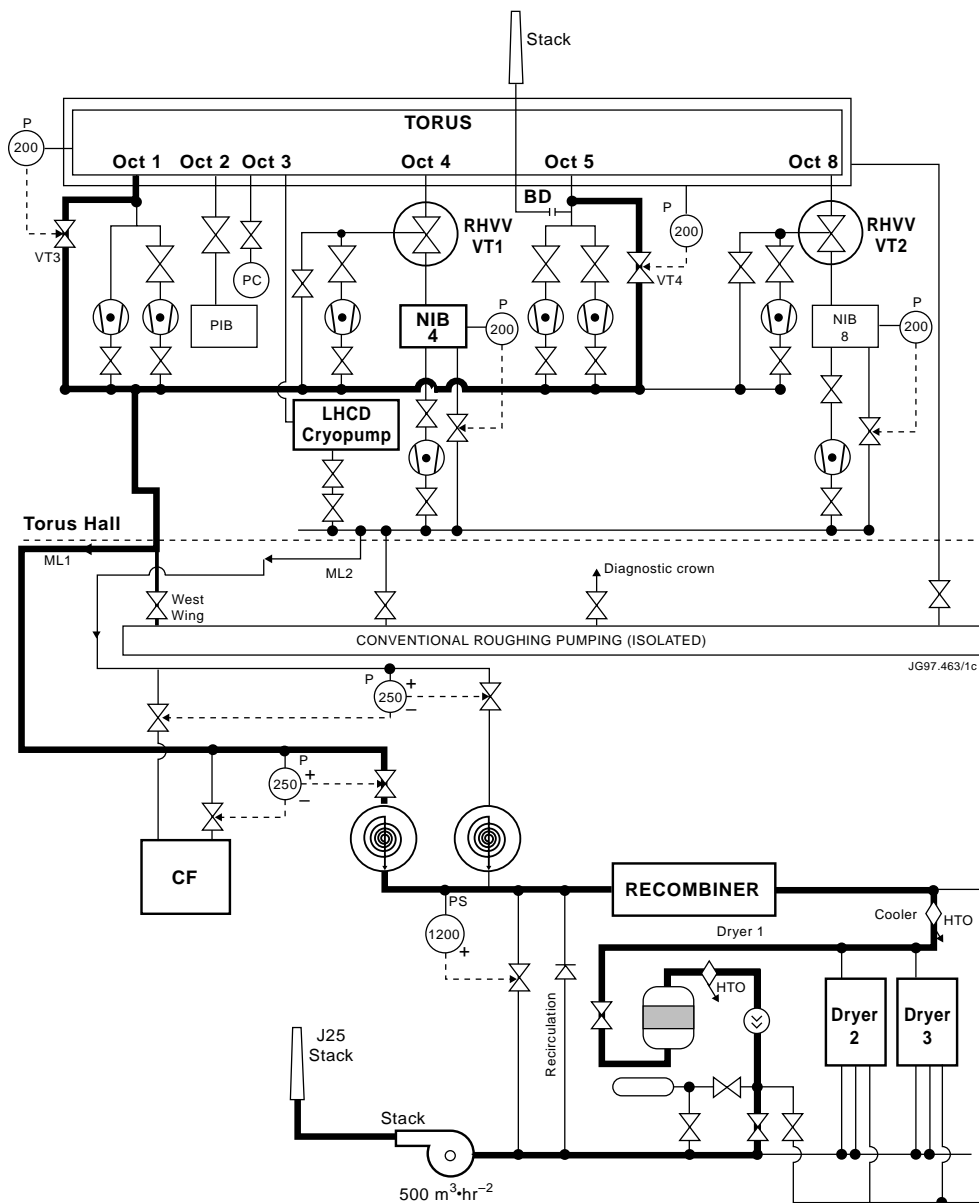 Stack
TORUS
P
200
Oct 1
Oct 2
Oct 3
Oct 4
Oct 5
Oct 8
BD
P
200
RHVV
VT1
RHVV
VT2
VT3
PC
VT4
PIB
NIB
4
P
200
NIB
8
P
200
LHCD
Cryopump
Torus Hall
ML1
ML2
Diagnostic crown
West
Wing
CONVENTIONAL ROUGHING PUMPING (ISOLATED)
JG97.463/1c
P
250
+
–
P
250
+
–
CF
RECOMBINER
PS
1200
+
Cooler
HTO
Dryer 1
HTO
Recirculation
Dryer
2
Dryer
3
J25
Stack
Stack
500 m³•hr⁻²